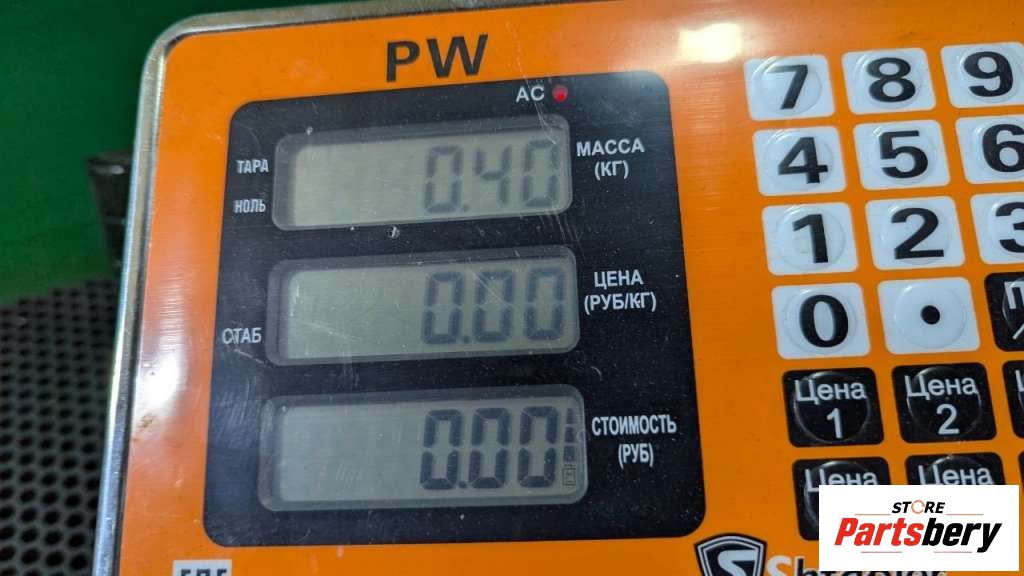 PW
AC
ТАРА
НОЛЬ
0.40
МАССА
(КГ)
СТАБ
0.00
ЦЕНА
(РУБ/КГ)
0.00
СТОИМОСТЬ
(РУБ)
7 8 9
4 5 6
1 2 3
0 .
Цена
1
Цена
2
Цена
Цена
STORE
Partsbery